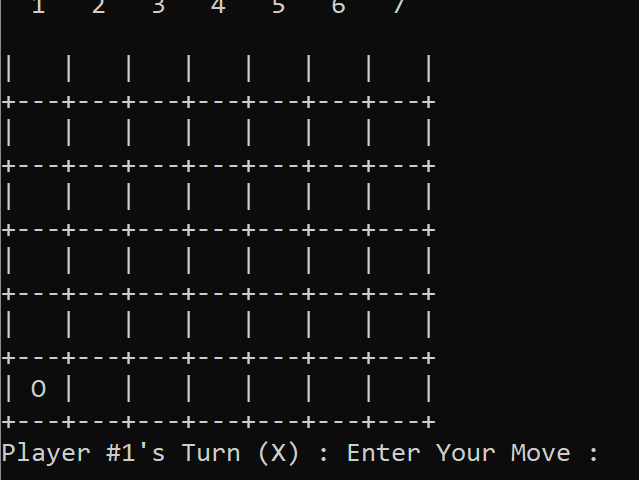 1   2   3   4   5   6   7
|   |   |   |   |   |   |   |
+---+---+---+---+---+---+---+
|   |   |   |   |   |   |   |
+---+---+---+---+---+---+---+
|   |   |   |   |   |   |   |
+---+---+---+---+---+---+---+
|   |   |   |   |   |   |   |
+---+---+---+---+---+---+---+
|   |   |   |   |   |   |   |
+---+---+---+---+---+---+---+
| O |   |   |   |   |   |   |
+---+---+---+---+---+---+---+
Player #1's Turn (X) : Enter Your Move :